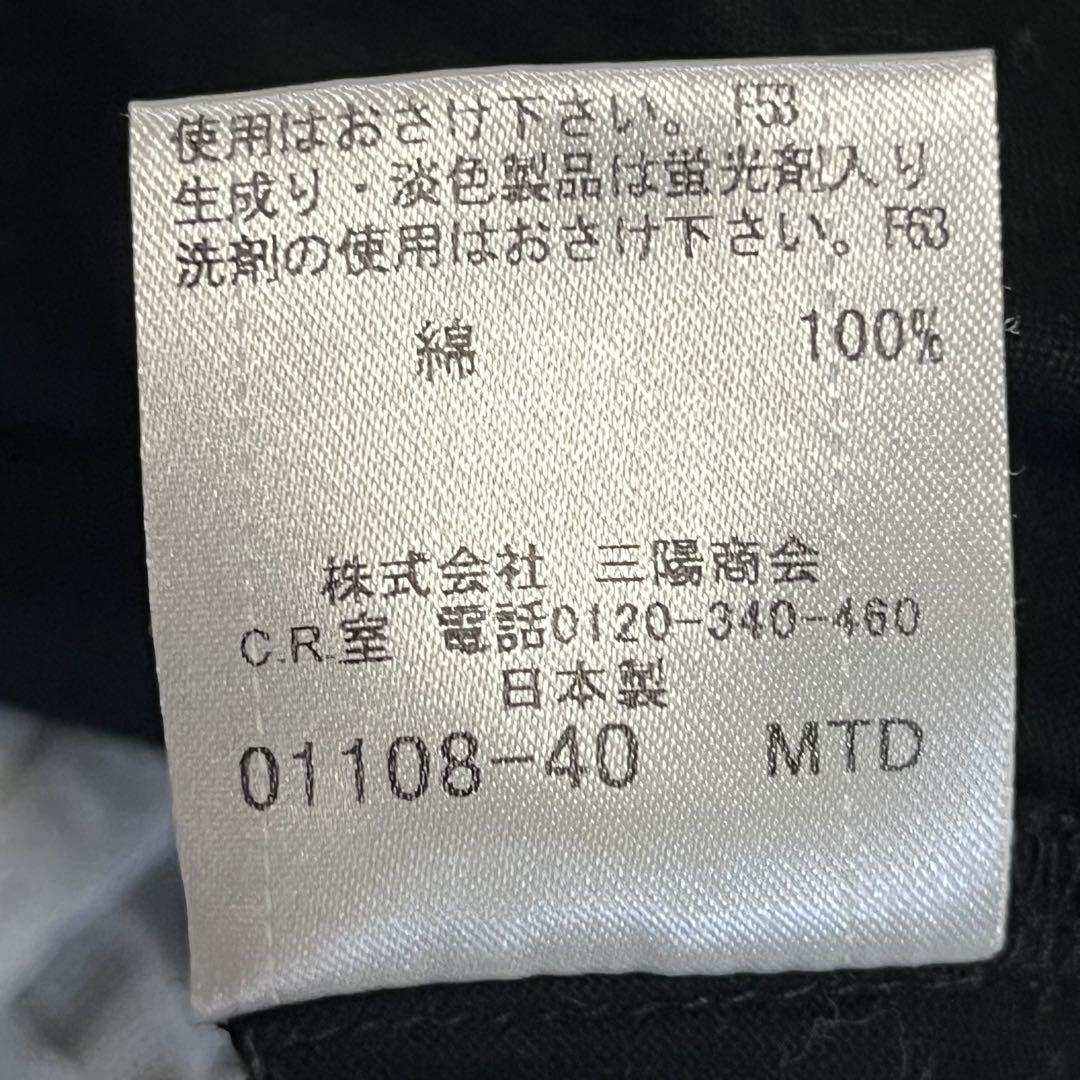 使用はおさけ下さい。 F53
生成り・淡色製品は蛍光剤入り
洗剤の使用はおさけ下さい。F63
綿 100%
株式会社 三陽商会
C.R.室 電話0120-340-460
日本製
01108-40 MTD